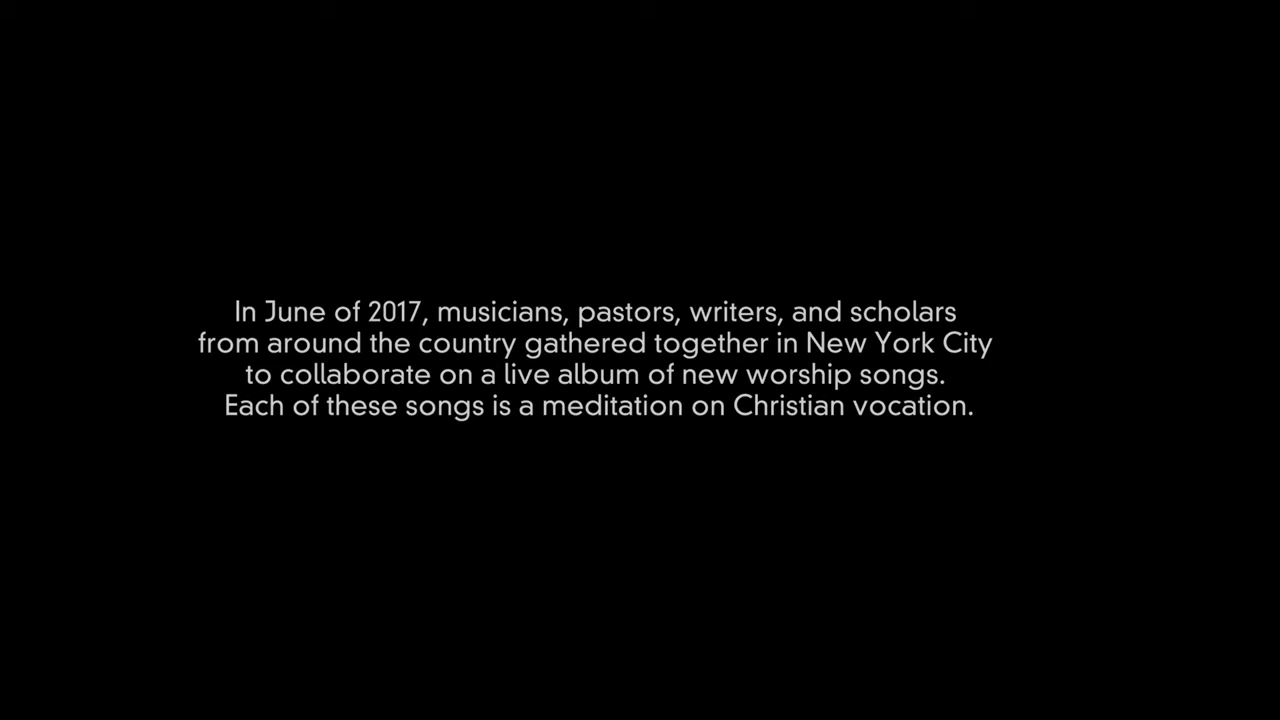 In June of 2017, musicians, pastors, writers, and scholars
from around the country gathered together in New York City
to collaborate on a live album of new worship songs.
Each of these songs is a meditation on Christian vocation.